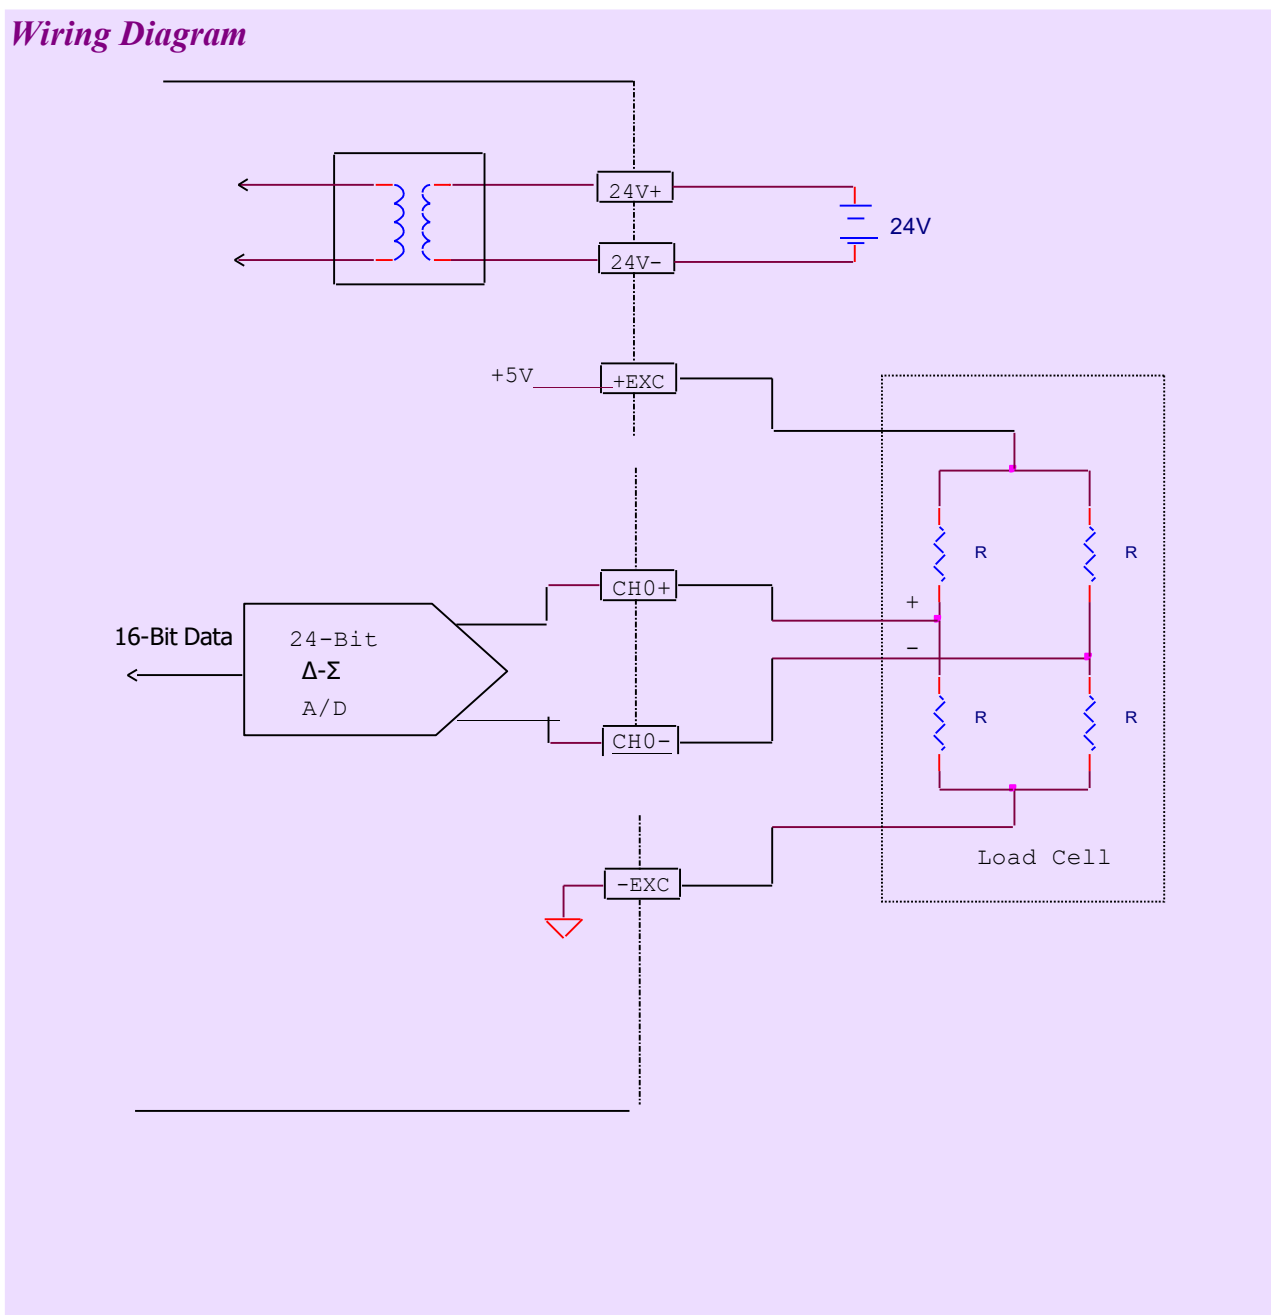 Wiring Diagram
24V+
24V
24V-
+5V
+EXC
R
R
CH0+
+
16-Bit Data
24-Bit
-
Δ-Σ
A/D
R
R
CH0-
Load Cell
-EXC